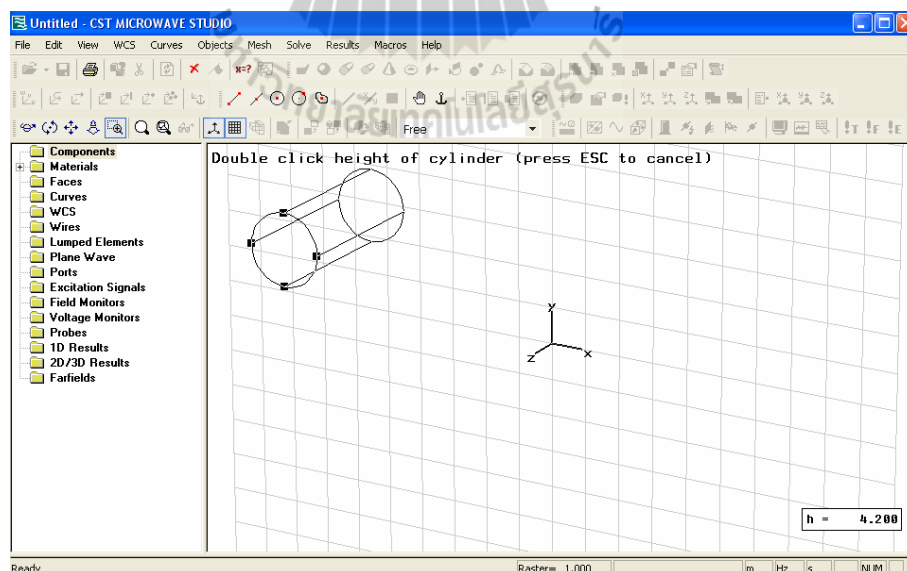 Untitled - CST MICROWAVE STUDIO
File Edit View WCS Curves Objects Mesh Solve Results Macros Help
Free
Components
Materials
Faces
Curves
WCS
Wires
Lumped Elements
Plane Wave
Ports
Excitation Signals
Field Monitors
Voltage Monitors
Probes
1D Results
2D/3D Results
Farfields
Double click height of cylinder (press ESC to cancel)
y
z x
h = 4.200
Ready Raster= 1.000 m Hz s NUM